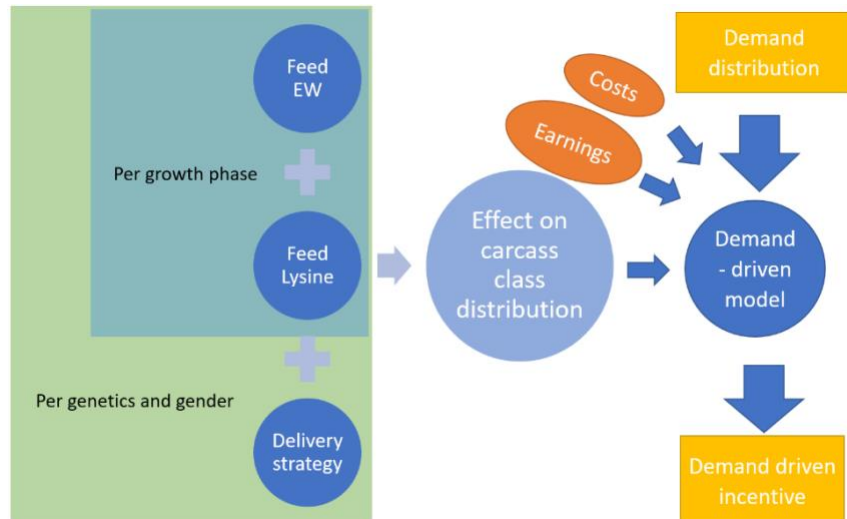 Feed
EW
Per growth phase
Feed
Lysine
Per genetics and gender
Delivery
strategy
Effect on
carcass
class
distribution
Costs
Earnings
Demand
distribution
Demand
- driven
model
Demand driven
incentive